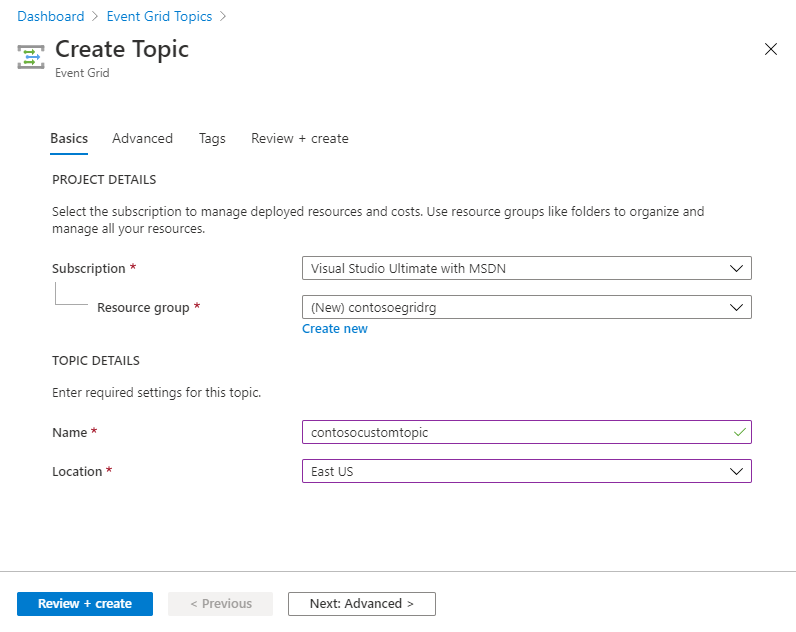 Dashboard > Event Grid Topics >
Create Topic
Event Grid
Basics Advanced Tags Review + create
PROJECT DETAILS
Select the subscription to manage deployed resources and costs. Use resource groups like folders to organize and
manage all your resources.
Subscription * Visual Studio Ultimate with MSDN
Resource group * (New) contosoegridrg
Create new
TOPIC DETAILS
Enter required settings for this topic.
Name * contosocustomtopic
Location * East US
Review + create < Previous Next: Advanced >